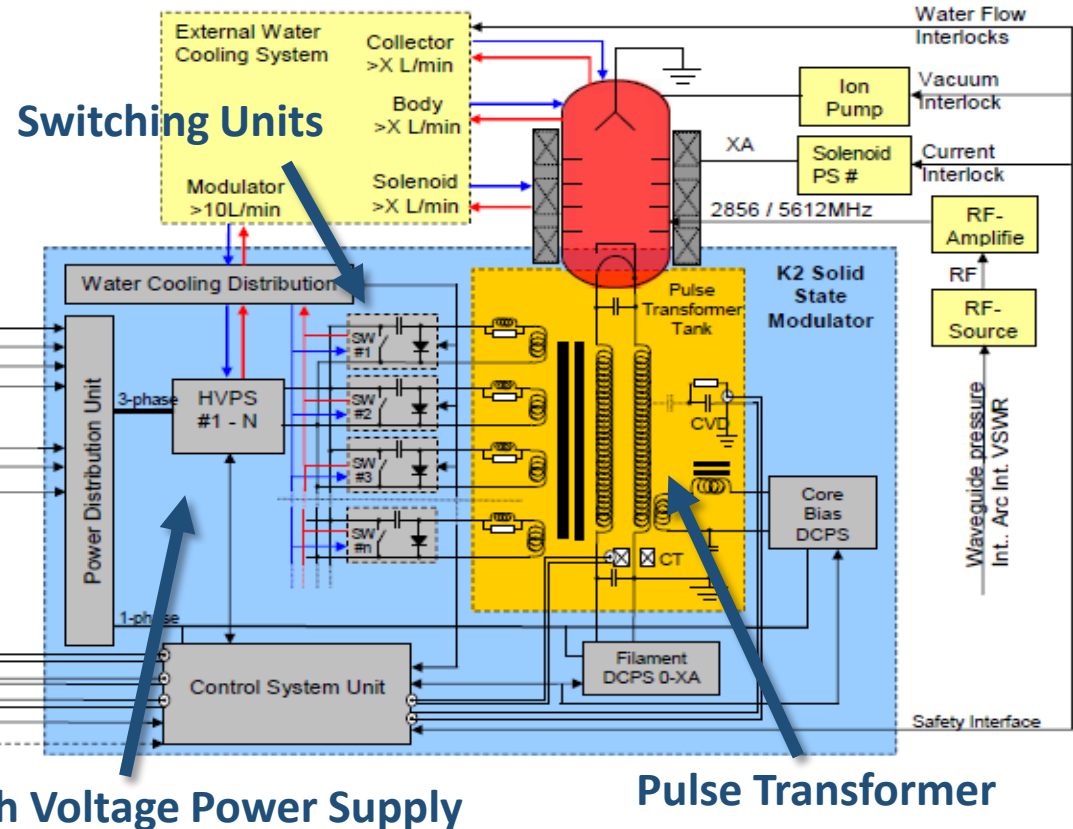 Water Flow
Interlocks
External Water
Cooling System
Collector
>X L/min
Body
>X L/min
Switching Units
Modulator
>10L/min
Solenoid
>X L/min
Ion
Pump
Vacuum
Interlock
XA
Solenoid
PS #
Current
Interlock
2856 / 5612MHz
RF-
Amplifie
RF
RF-
Source
Waveguide pressure
Int.. Arc Int. VSWR
K2 Solid
State
Modulator
Water Cooling Distribution
Pulse
Transformer
Tank
Power Distribution Unit
3-phase
HVPS
#1 - N
SW
#1
SW
#2
SW
#3
SW
#n
CVD
CT
Core
Bias
DCPS
1-phase
Control System Unit
Filament
DCPS 0-XA
Safety Interface
h Voltage Power Supply
Pulse Transformer